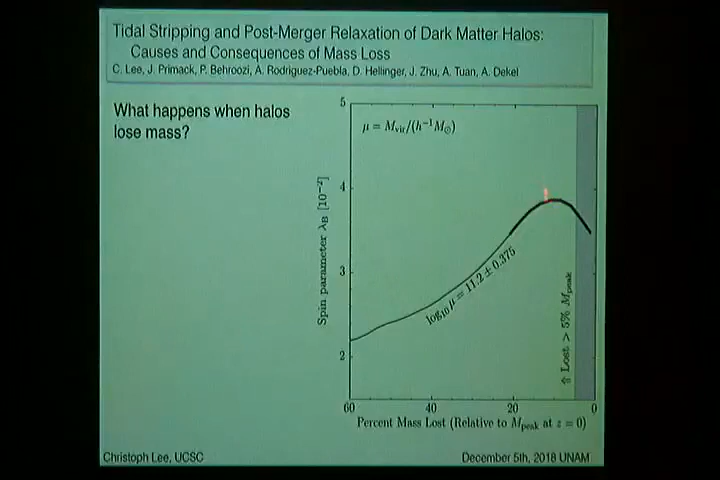 Tidal Stripping and Post-Merger Relaxation of Dark Matter Halos:
Causes and Consequences of Mass Loss
C. Lee, J. Primack, P. Behroozi, A. Rodriguez-Puebla, D. Hellinger, J. Zhu, A. Tuan, A. Dekel
What happens when halos
lose mass?
μ = Mvir/(h⁻¹M⊙)
5
4
3
2
Spin parameter λB [10⁻²]
log₁₀ μ = 11.2 ± 0.375
⇑ Lost > 5% Mpeak
60 40 20 0
Percent Mass Lost (Relative to Mpeak at z = 0)
Christoph Lee, UCSC
December 5th, 2018 UNAM